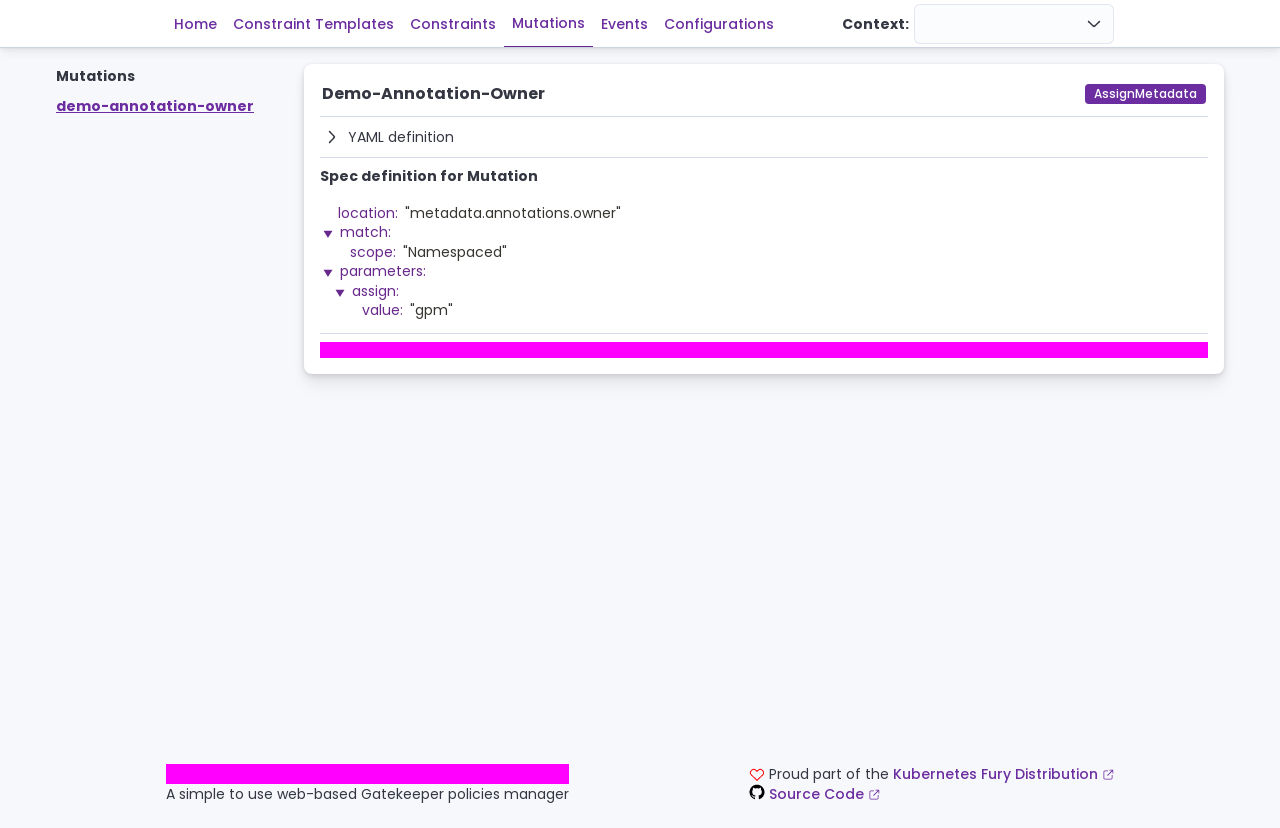 Home
Constraint Templates
Constraints
Mutations
Events
Configurations
Context:
Mutations
demo-annotation-owner
Demo-Annotation-Owner
AssignMetadata
YAML definition
Spec definition for Mutation
location: "metadata.annotations.owner"
match:
scope: "Namespaced"
parameters:
assign:
value: "gpm"
A simple to use web-based Gatekeeper policies manager
Proud part of the Kubernetes Fury Distribution
Source Code